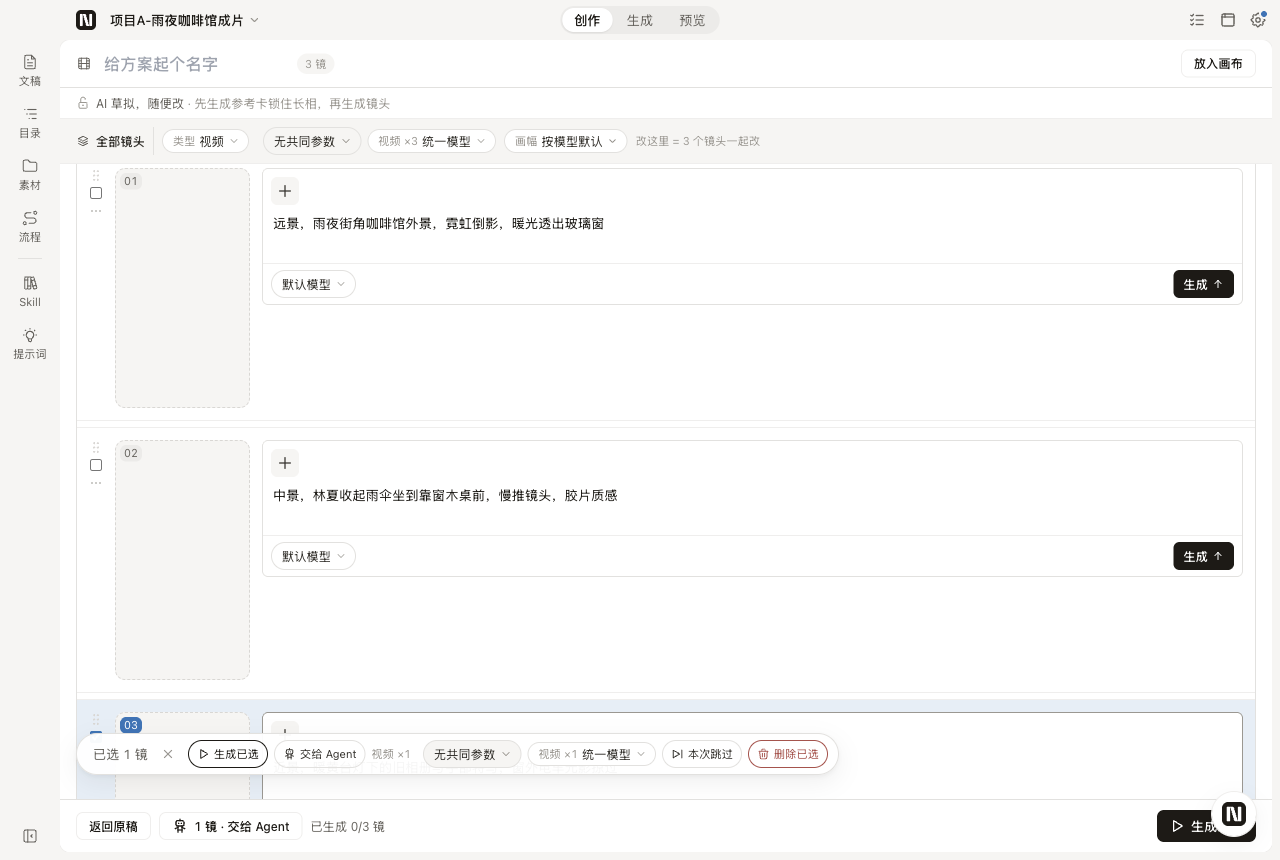 项目A-雨夜咖啡馆成片
创作 生成 预览
文稿
目录
素材
流程
Skill
提示词
给方案起个名字 3 镜 放入画布
AI 草拟，随便改 · 先生成参考卡锁住长相，再生成镜头
全部镜头 类型 视频 无共同参数 视频 ×3 统一模型 画幅 按模型默认 改这里 = 3 个镜头一起改
01
远景，雨夜街角咖啡馆外景，霓虹倒影，暖光透出玻璃窗
默认模型 生成
02
中景，林夏收起雨伞坐到靠窗木桌前，慢推镜头，胶片质感
默认模型 生成
03
已选 1 镜 生成已选 交给 Agent 视频 ×1 无共同参数 视频 ×1 统一模型 本次跳过 删除已选
返回原稿 1 镜 · 交给 Agent 已生成 0/3 镜 生成